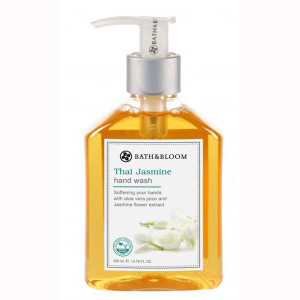 BATH&BLOOM
Thai Jasmine
hand wash
Softening your hands
with aloe vera juice and
Jasmine flower extract